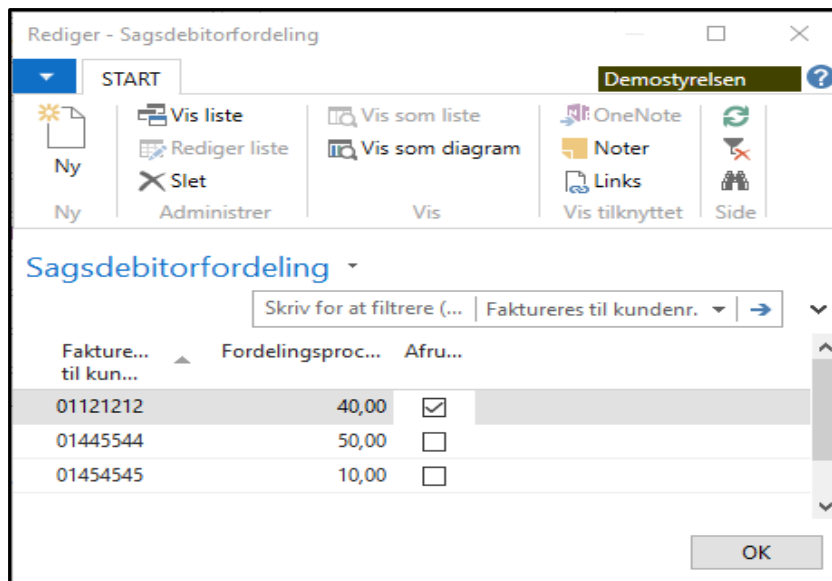 Rediger - Sagsdebitorfordeling
START
Demostyrelsen
Ny
Vis liste
Rediger liste
Slet
Vis som liste
Vis som diagram
OneNote
Noter
Links
Ny
Administrer
Vis
Vis tilknyttet
Side
Sagsdebitorfordeling
Skriv for at filtrere (... Faktureres til kundenr.
Fakture... til kun... Fordelingsproc... Afru...
01121212 40,00
01445544 50,00
01454545 10,00
OK